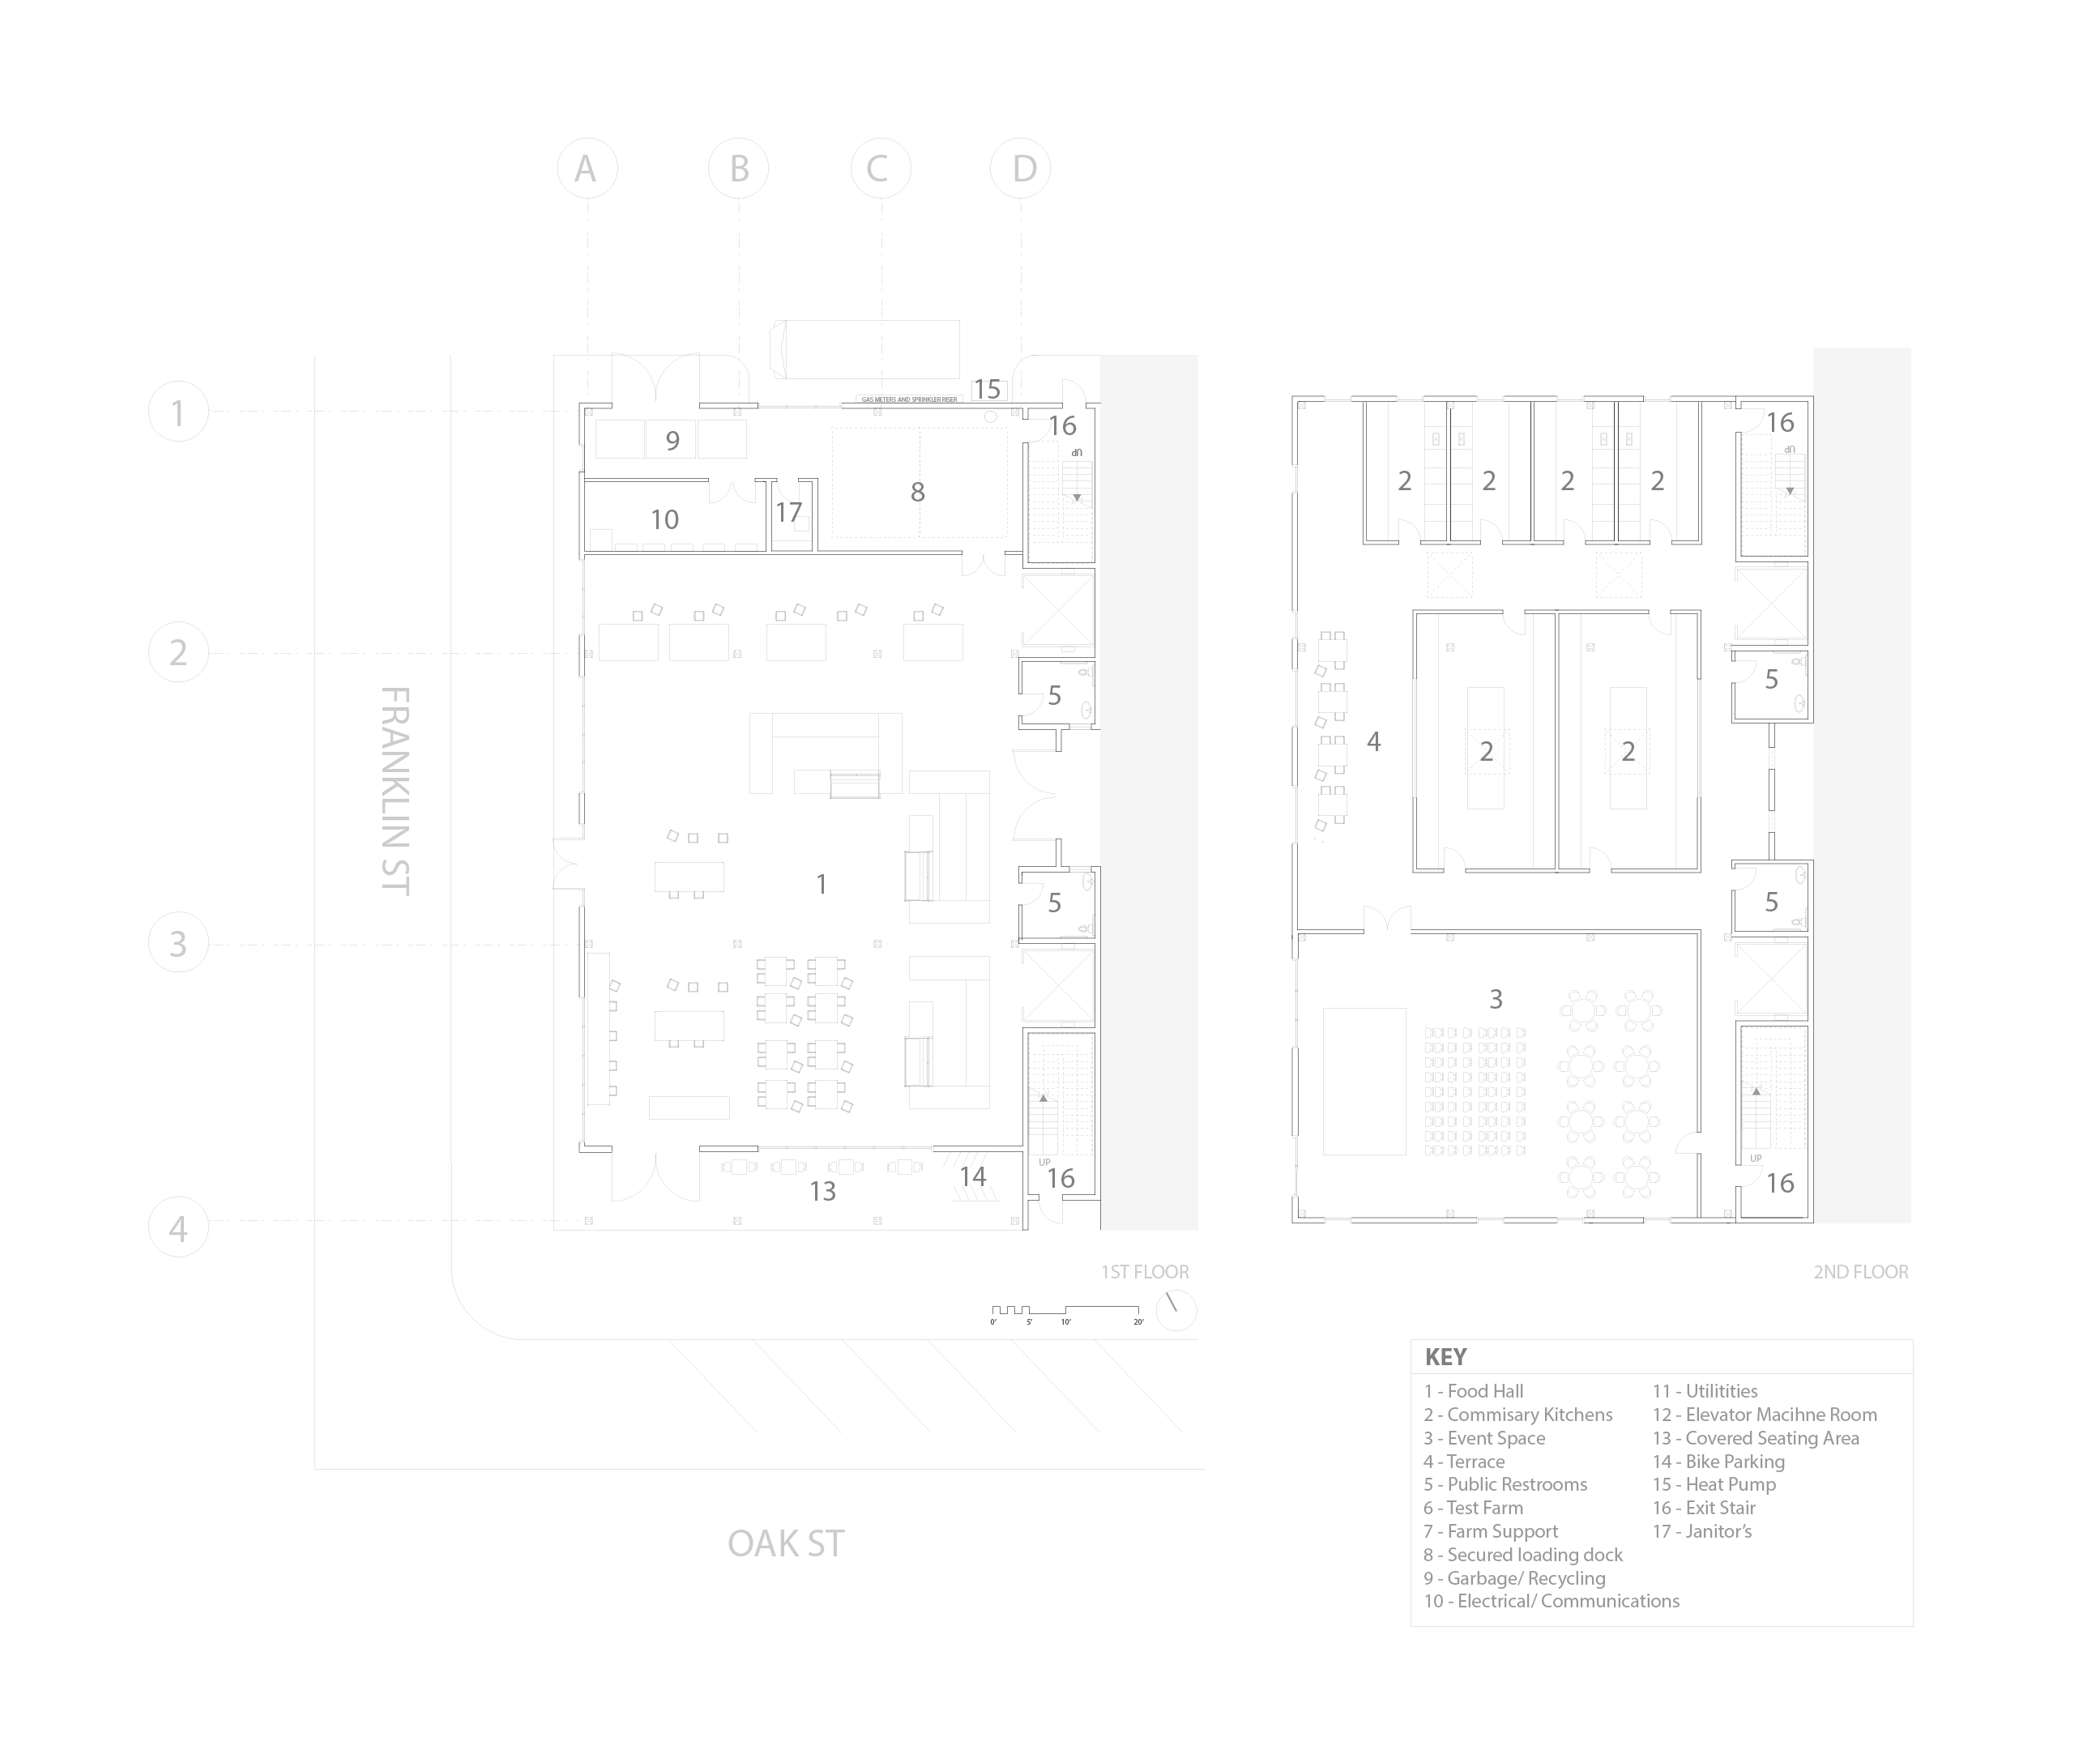 A B C D
1
2
3
4
FRANKLIN ST
15
GAS METERS AND SPRINKLER RISER
16
UP
9
8
10
17
5
1
5
13
14
UP
16
16
UP
2 2 2 2
5
4
2 2
5
3
UP
16
1ST FLOOR
2ND FLOOR
0' 5' 10' 20'
OAK ST
KEY
1 - Food Hall
2 - Commisary Kitchens
3 - Event Space
4 - Terrace
5 - Public Restrooms
6 - Test Farm
7 - Farm Support
8 - Secured loading dock
9 - Garbage/ Recycling
10 - Electrical/ Communications
11 - Utilitities
12 - Elevator Macihne Room
13 - Covered Seating Area
14 - Bike Parking
15 - Heat Pump
16 - Exit Stair
17 - Janitor's